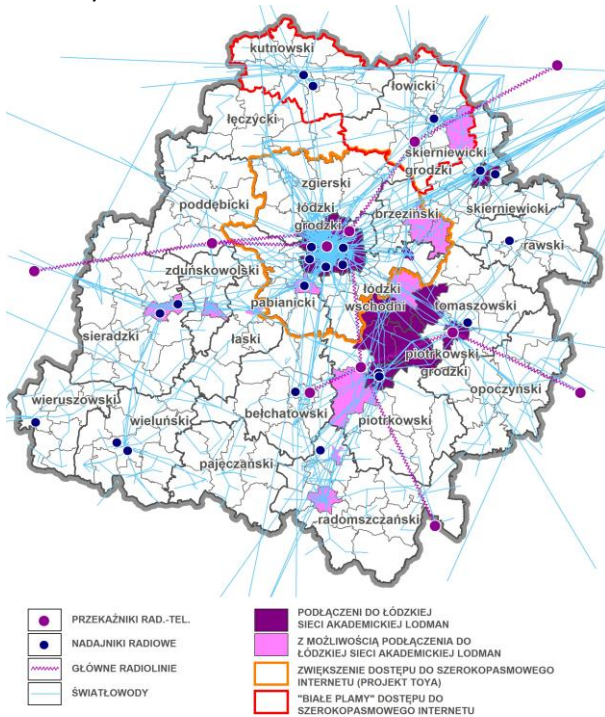 kutnowski
łowicki
łęczycki
skierniewicki
grodzki
zgierski
poddębicki
łódzki
grodzki
brzeziński
skierniewicki
rawski
zduńskowolski
łódzki
wschodni
pabianicki
tomaszowski
sieradzki
łaski
piotrkowski
grodzki
opoczyński
wieruszowski
bełchatowski
wieluński
piotrkowski
pajęczański
radomszczański
PRZEKAŹNIKI RAD.-TEL.
NADAJNIKI RADIOWE
GŁÓWNE RADIOLINIE
ŚWIATŁOWODY
PODŁĄCZENI DO ŁÓDZKIEJ
SIECI AKADEMICKIEJ LODMAN
Z MOŻLIWOŚCIĄ PODŁĄCZENIA DO
ŁÓDZKIEJ SIECI AKADEMICKIEJ LODMAN
ZWIĘKSZENIE DOSTĘPU DO SZEROKOPASMOWEGO
INTERNETU (PROJEKT TOYA)
"BIAŁE PLAMY" DOSTĘPU DO
SZEROKOPASMOWEGO INTERNETU